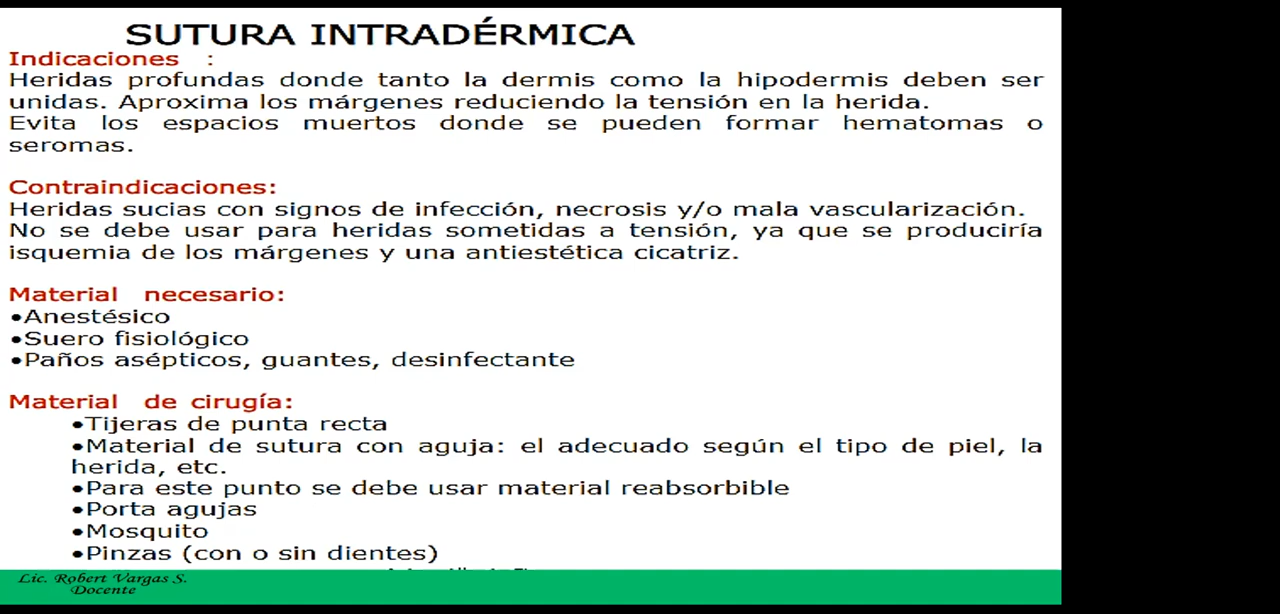 SUTURA INTRADÉRMICA
Indicaciones :
Heridas profundas donde tanto la dermis como la hipodermis deben ser
unidas. Aproxima los márgenes reduciendo la tensión en la herida.
Evita los espacios muertos donde se pueden formar hematomas o
seromas.
Contraindicaciones:
Heridas sucias con signos de infección, necrosis y/o mala vascularización.
No se debe usar para heridas sometidas a tensión, ya que se produciría
isquemia de los márgenes y una antiestética cicatriz.
Material necesario:
•Anestésico
•Suero fisiológico
•Paños asépticos, guantes, desinfectante
Material de cirugía:
•Tijeras de punta recta
•Material de sutura con aguja: el adecuado según el tipo de piel, la
herida, etc.
•Para este punto se debe usar material reabsorbible
•Porta agujas
•Mosquito
•Pinzas (con o sin dientes)
Lic. Robert Vargas S.
Docente